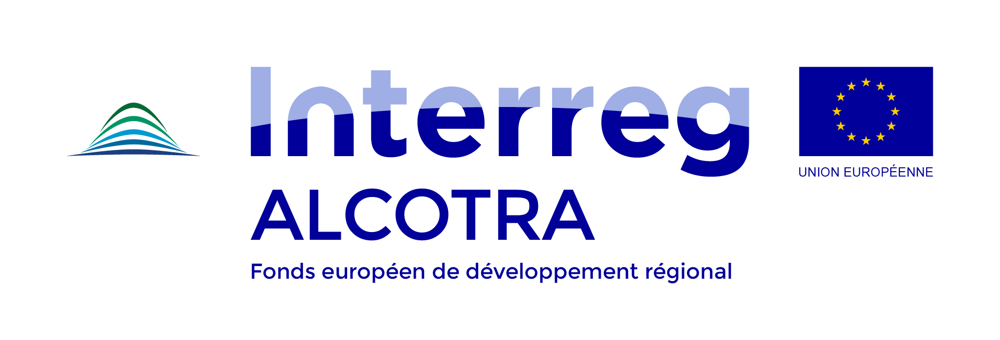 Interreg
UNION EUROPÉENNE
ALCOTRA
Fonds européen de développement régional